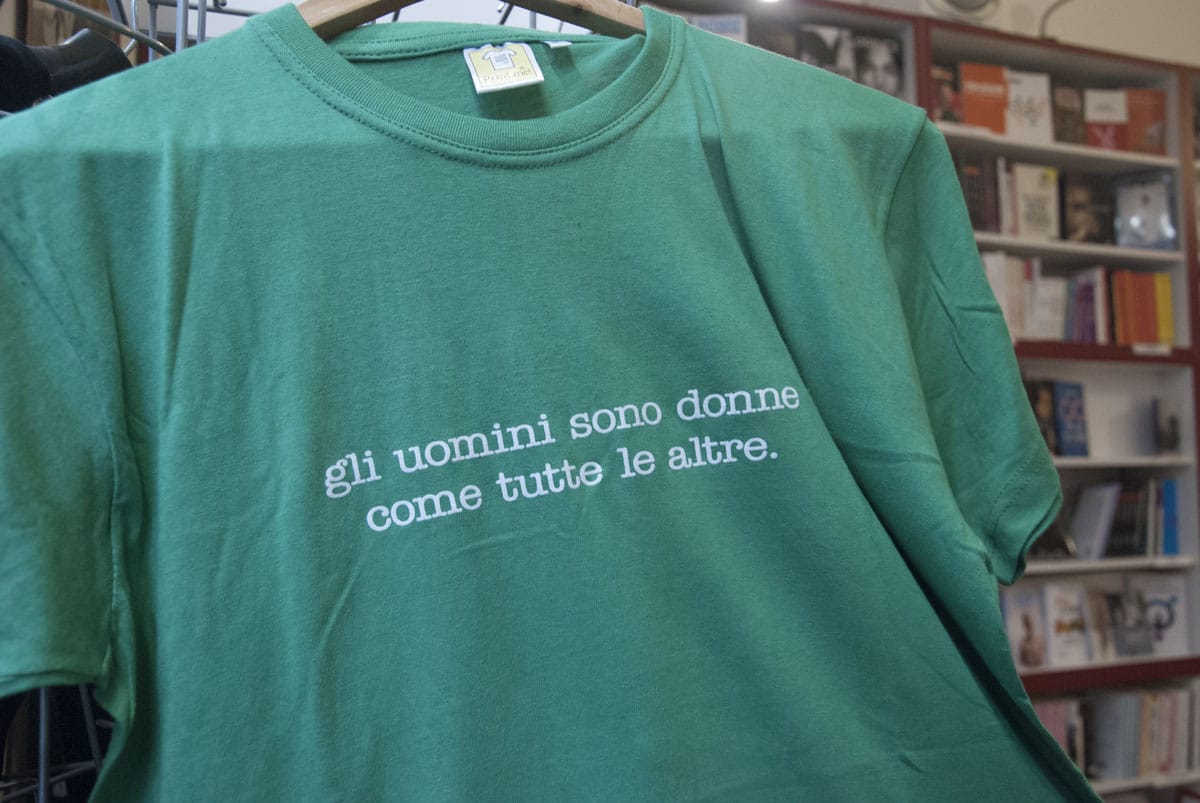 gli uomini sono donne
come tutte le altre.